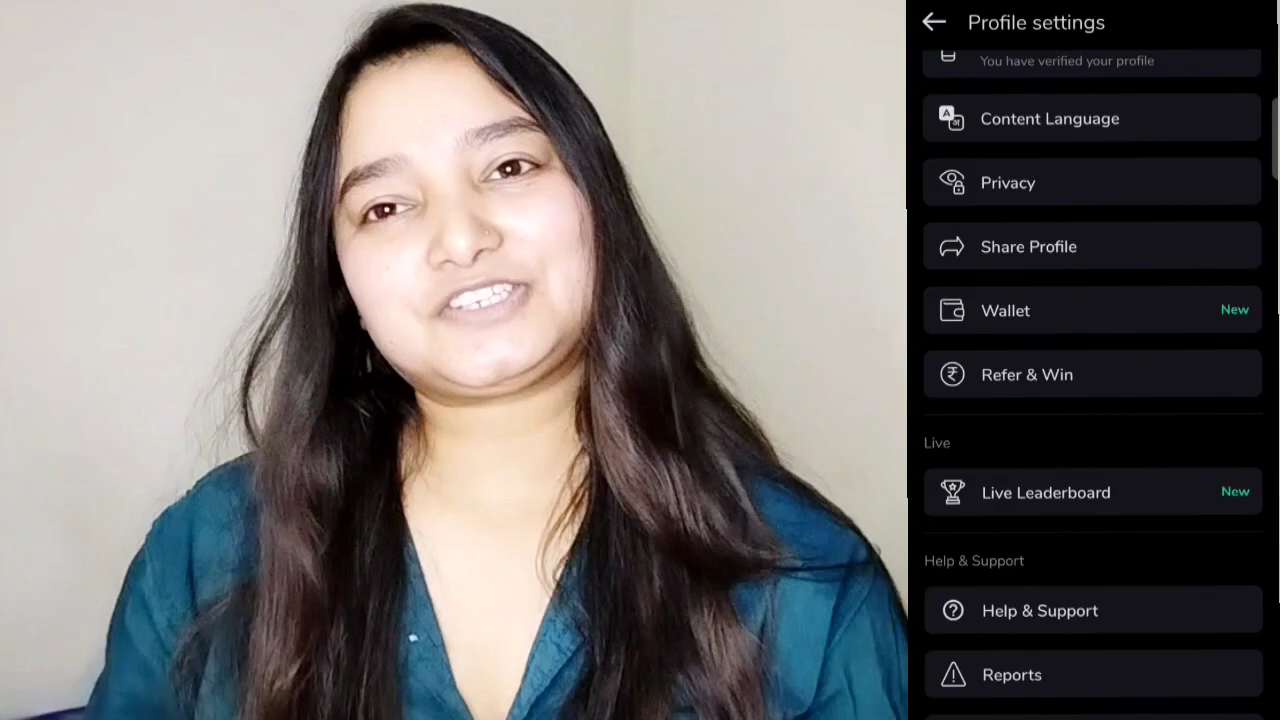 Profile settings
You have verified your profile
Content Language
Privacy
Share Profile
Wallet New
Refer & Win
Live
Live Leaderboard New
Help & Support
Help & Support
Reports